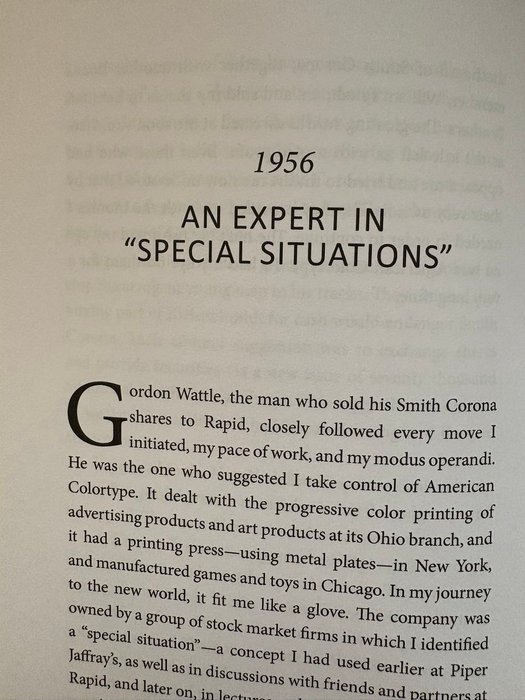 1956
AN EXPERT IN
“SPECIAL SITUATIONS”
Gordon Wattle, the man who sold his Smith Corona
shares to Rapid, closely followed every move I
initiated, my pace of work, and my modus operandi.
He was the one who suggested I take control of American
Colortype. It dealt with the progressive color printing of
advertising products and art products at its Ohio branch, and
it had a printing press—using metal plates—in New York,
and manufactured games and toys in Chicago. In my journey
to the new world, it fit me like a glove. The company was
owned by a group of stock market firms in which I identified
a “special situation”—a concept I had used earlier at Piper
Jaffray’s, as well as in discussions with friends and partners at
Rapid, and later on, in